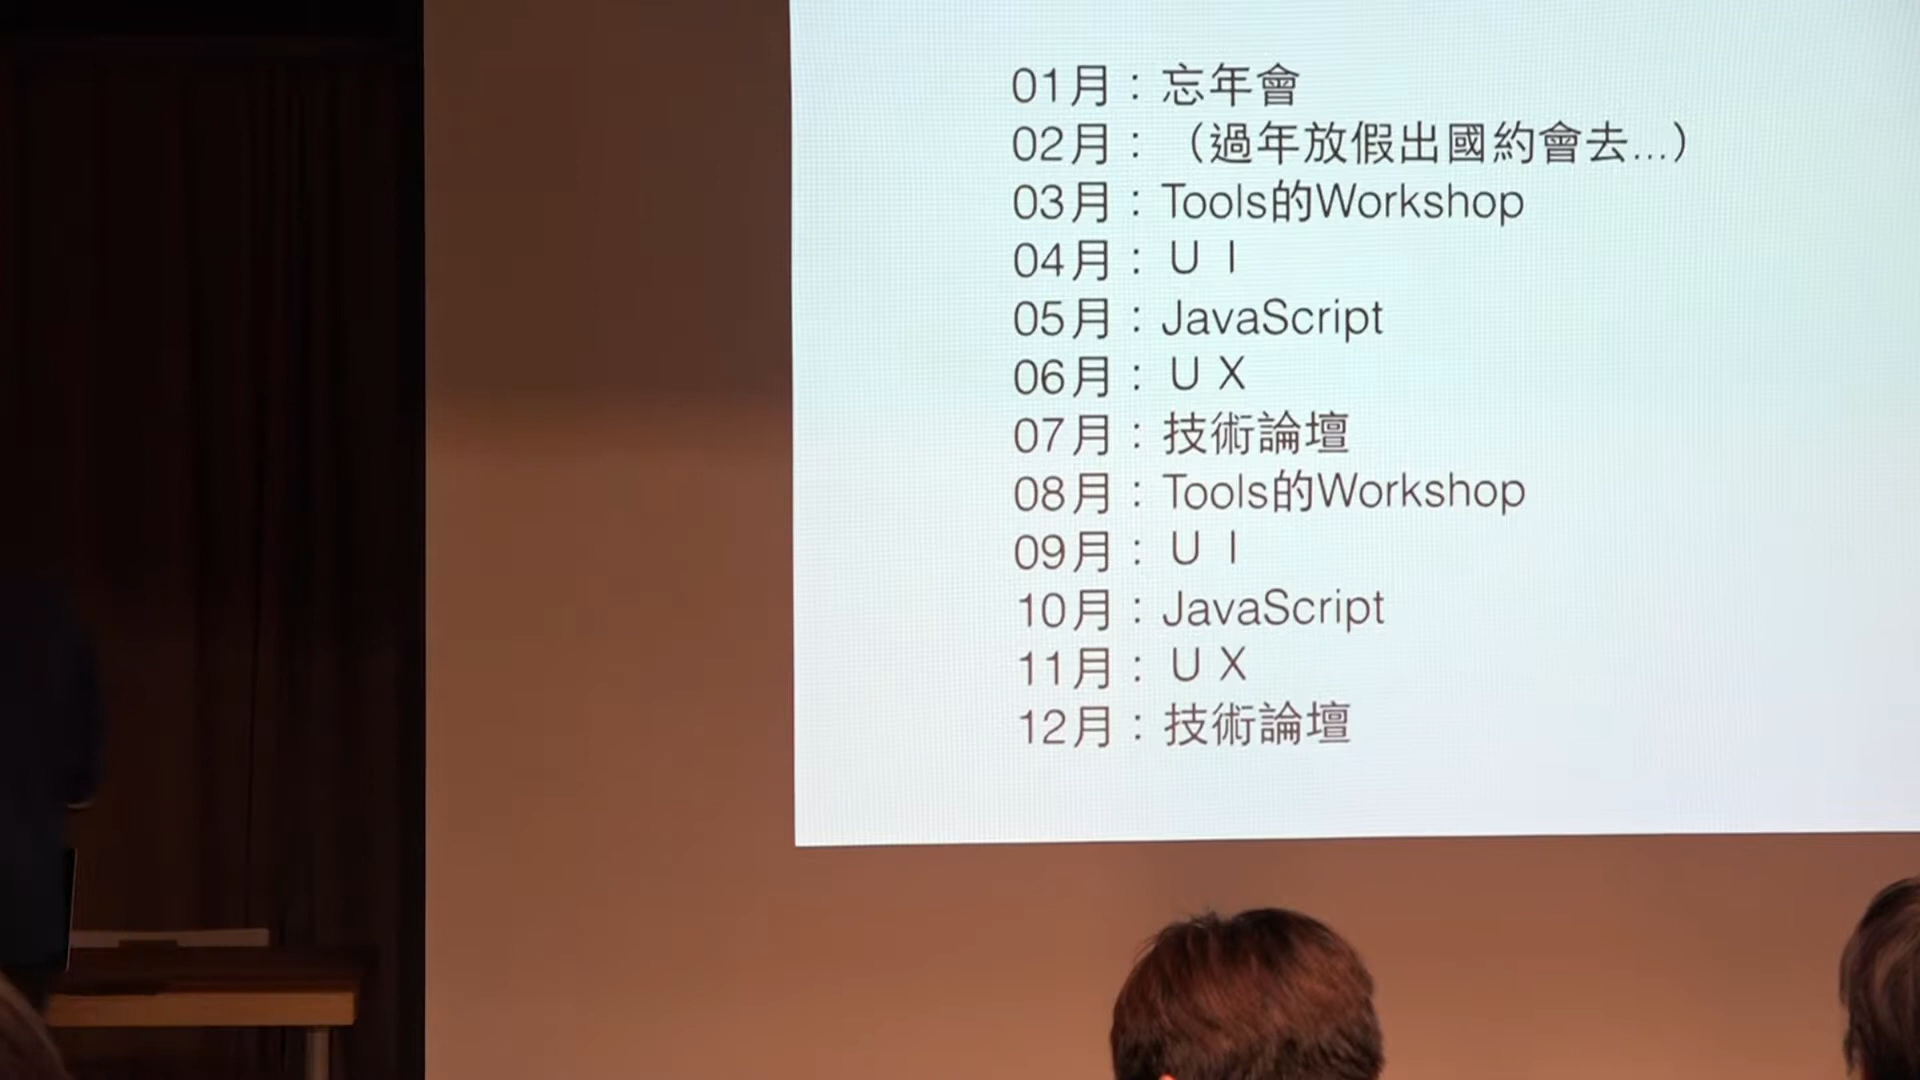 01月：忘年會
02月：（過年放假出國約會去...）
03月：Tools的Workshop
04月：ＵＩ
05月：JavaScript
06月：ＵＸ
07月：技術論壇
08月：Tools的Workshop
09月：ＵＩ
10月：JavaScript
11月：ＵＸ
12月：技術論壇